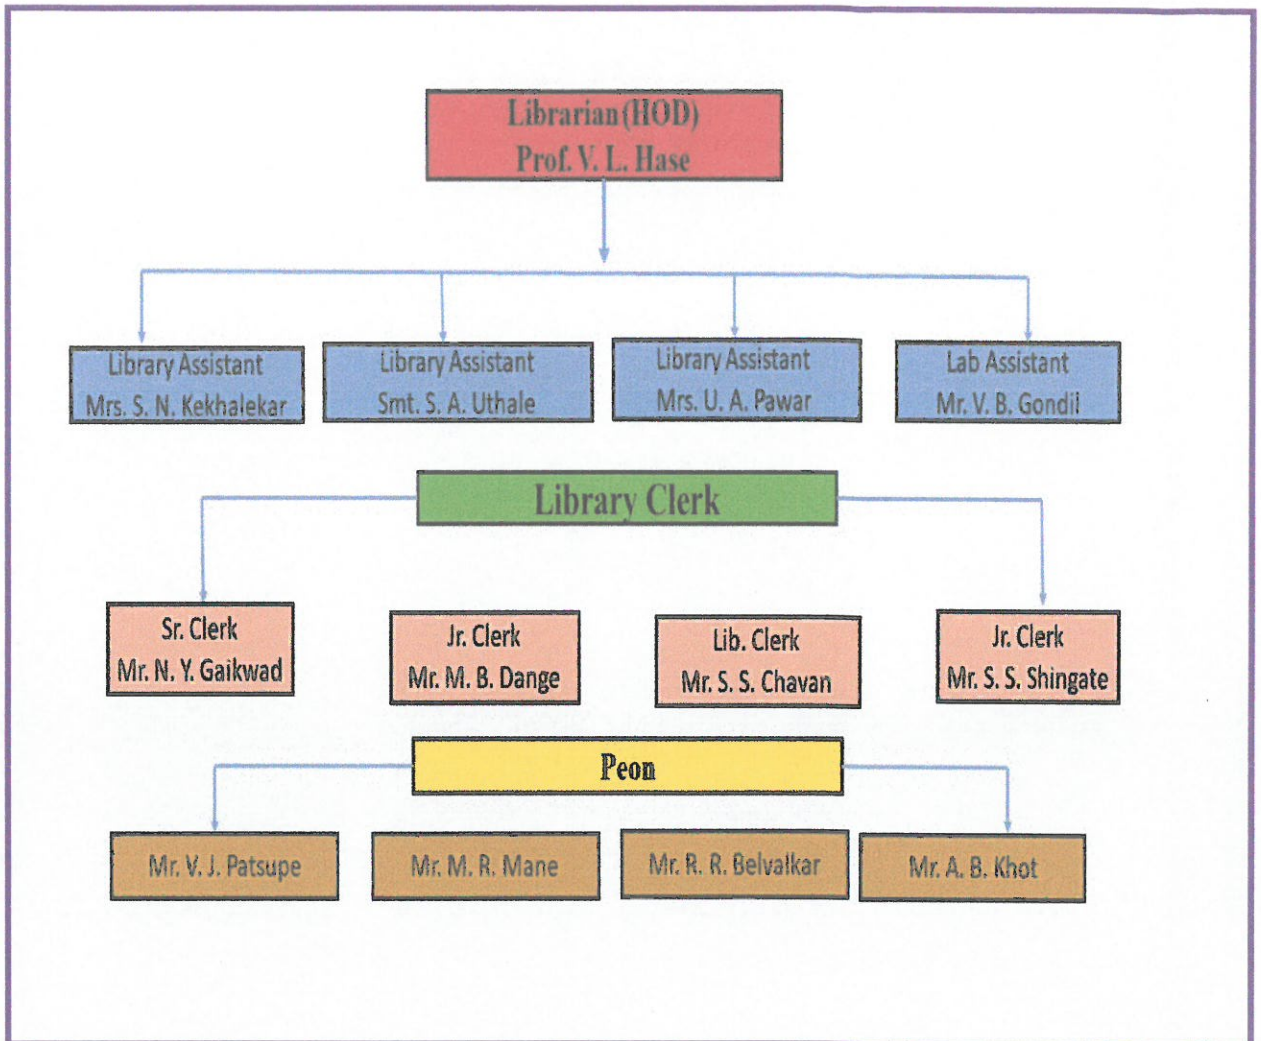 Librarian(HOD)
Prof. V. L. Hase
Library Assistant
Mrs. S. N. Kekhalekar
Library Assistant
Smt. S. A. Uthale
Library Assistant
Mrs. U. A. Pawar
Lab Assistant
Mr. V. B. Gondil
Library Clerk
Sr. Clerk
Mr. N. Y. Gaikwad
Jr. Clerk
Mr. M. B. Dange
Lib. Clerk
Mr. S. S. Chavan
Jr. Clerk
Mr. S. S. Shingate
Peon
Mr. V. J. Patsupe
Mr. M. R. Mane
Mr. R. R. Belvalkar
Mr. A. B. Khot